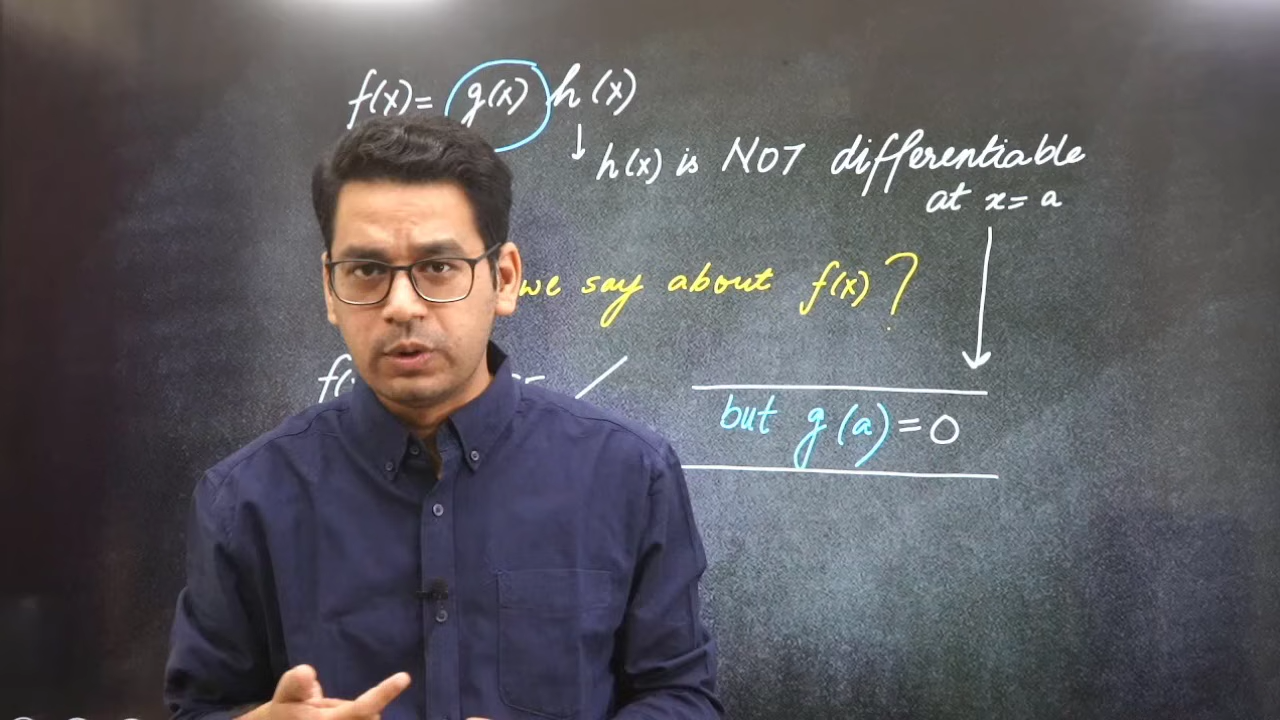 f(x) = g(x) h(x)
↓ h(x) is NOT differentiable
at x = a
we say about f(x)?
but g(a) = 0